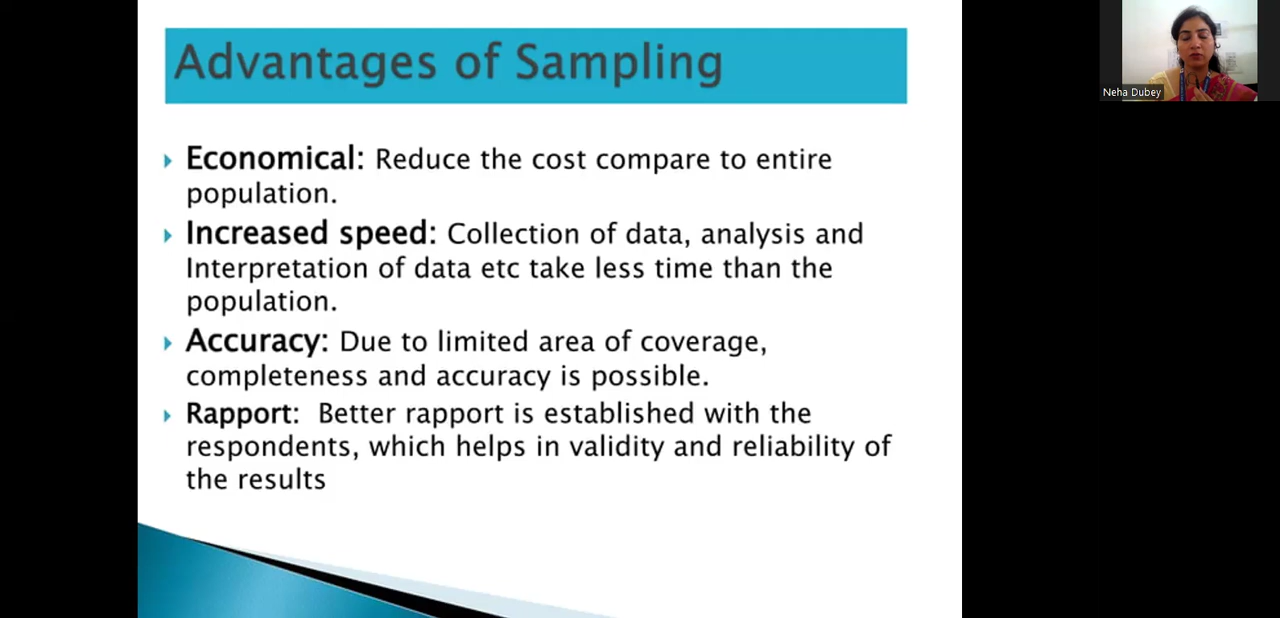 Advantages of Sampling
Neha Dubey
Economical: Reduce the cost compare to entire
population.
Increased speed: Collection of data, analysis and
Interpretation of data etc take less time than the
population.
Accuracy: Due to limited area of coverage,
completeness and accuracy is possible.
Rapport: Better rapport is established with the
respondents, which helps in validity and reliability of
the results